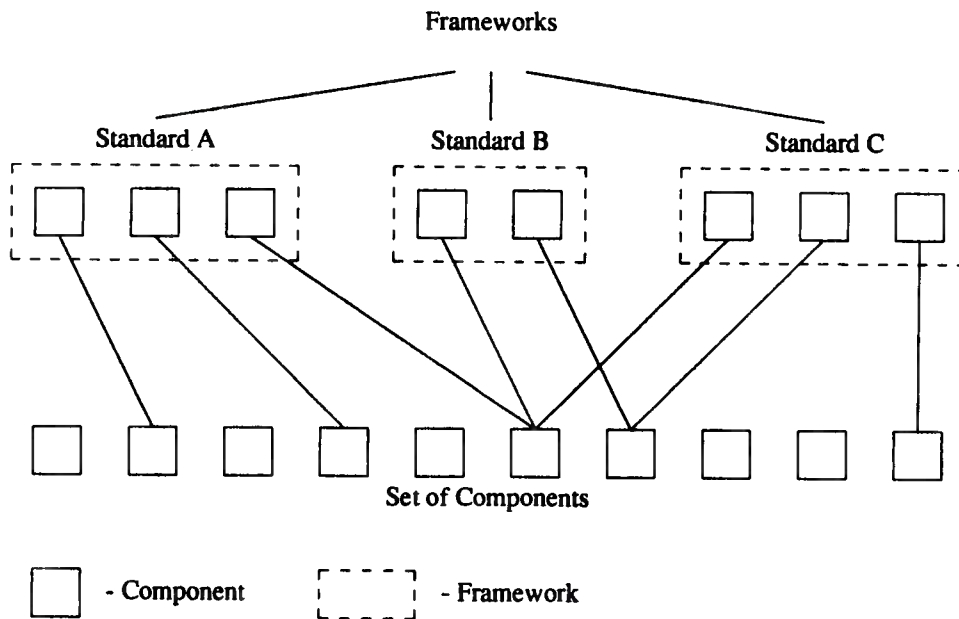 Frameworks
Standard A
Standard B
Standard C
Set of Components
- Component
- Framework